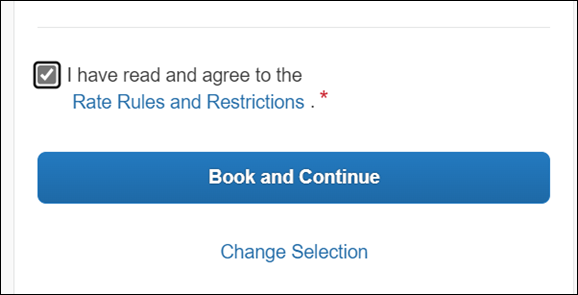 I have read and agree to the
Rate Rules and Restrictions . *
Book and Continue
Change Selection